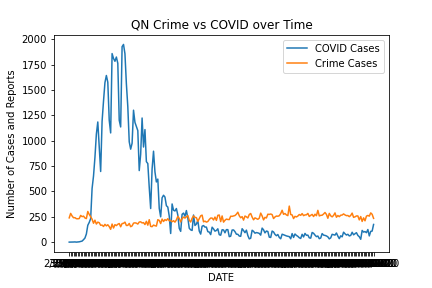 QN Crime vs COVID over Time
COVID Cases
Crime Cases
Number of Cases and Reports
2000
1750
1500
1250
1000
750
500
250
0
DATE